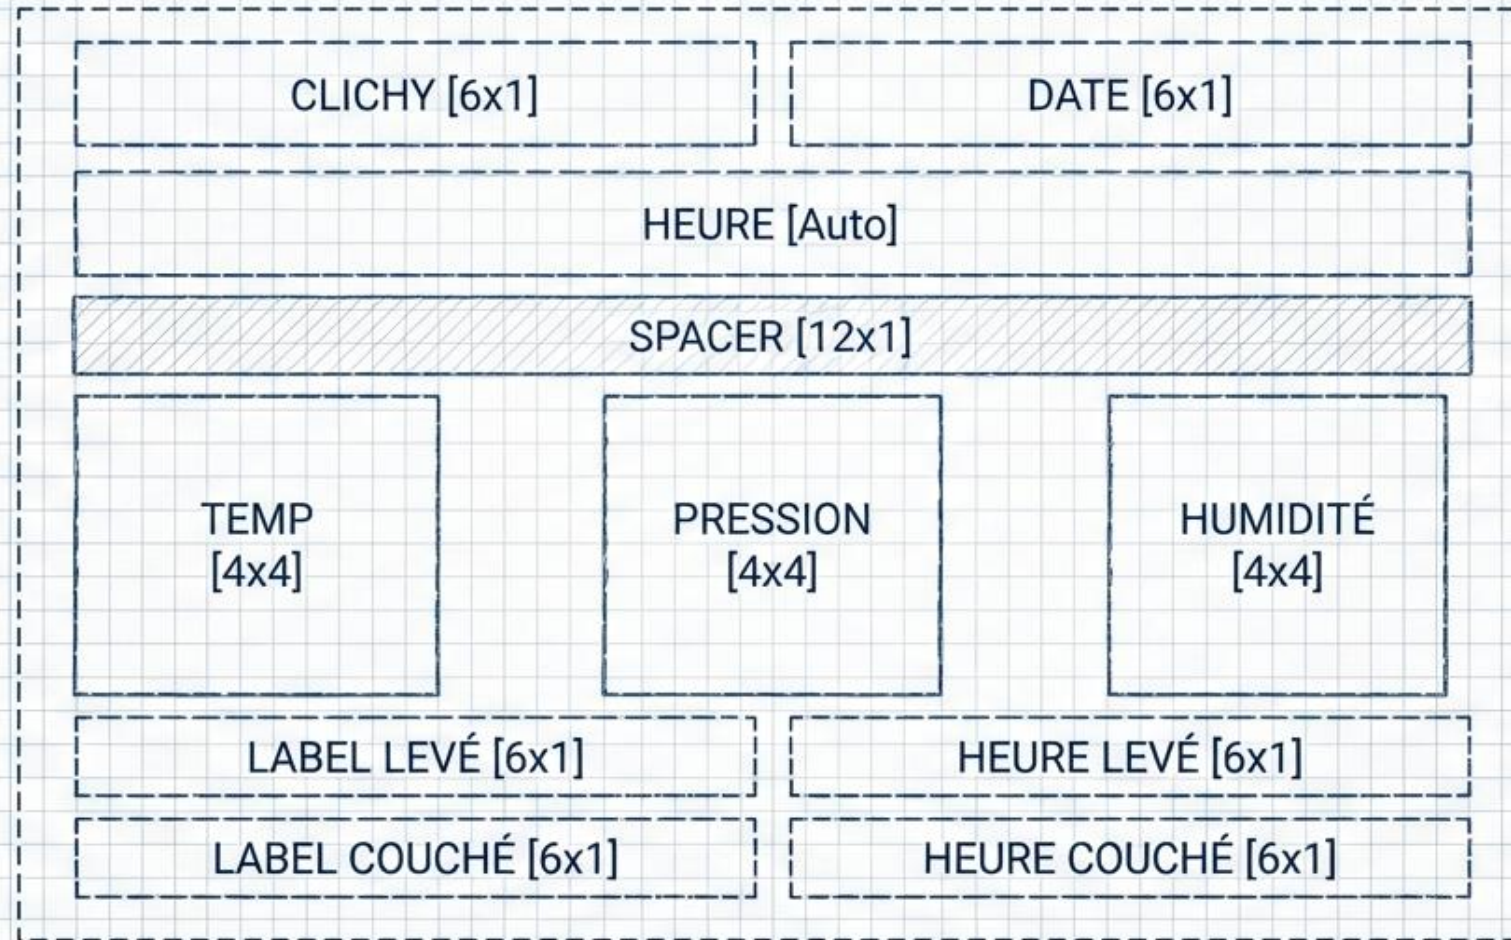 CLICHY [6x1]
DATE [6x1]
HEURE [Auto]
SPACER [12x1]
TEMP
[4x4]
PRESSION
[4x4]
HUMIDITÉ
[4x4]
LABEL LEVÉ [6x1]
HEURE LEVÉ [6x1]
LABEL COUCHÉ [6x1]
HEURE COUCHÉ [6x1]